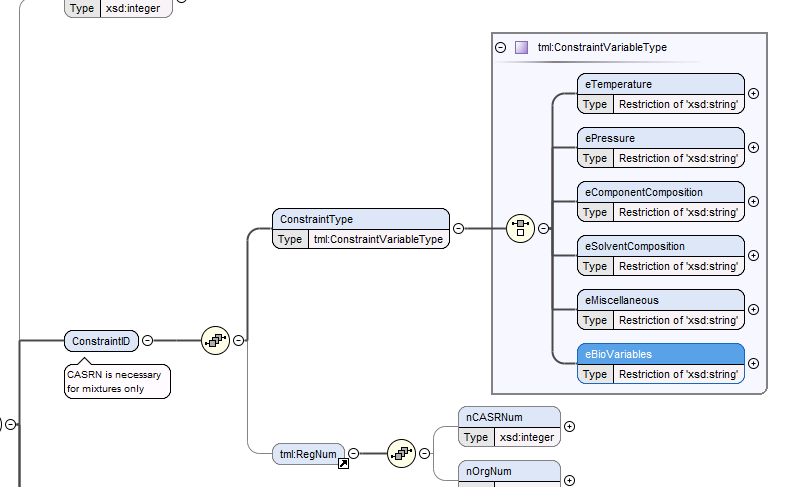 Type xsd:integer
tml:ConstraintVariableType
eTemperature
Type Restriction of 'xsd:string'
ePressure
Type Restriction of 'xsd:string'
eComponentComposition
Type Restriction of 'xsd:string'
ConstraintType
Type tml:ConstraintVariableType
eSolventComposition
Type Restriction of 'xsd:string'
eMiscellaneous
Type Restriction of 'xsd:string'
ConstraintID
CASRN is necessary
for mixtures only
eBioVariables
Type Restriction of 'xsd:string'
nCASRNum
Type xsd:integer
tml:RegNum
nOrgNum